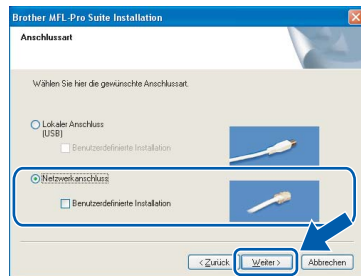 Brother MFL-Pro Suite Installation
Anschlussart
Wählen Sie hier die gewünschte Anschlussart.
Lokaler Anschluss
(USB)
Benutzerdefinierte Installation
Netzwerkanschluss
Benutzerdefinierte Installation
< Zurück
Weiter >
Abbrechen